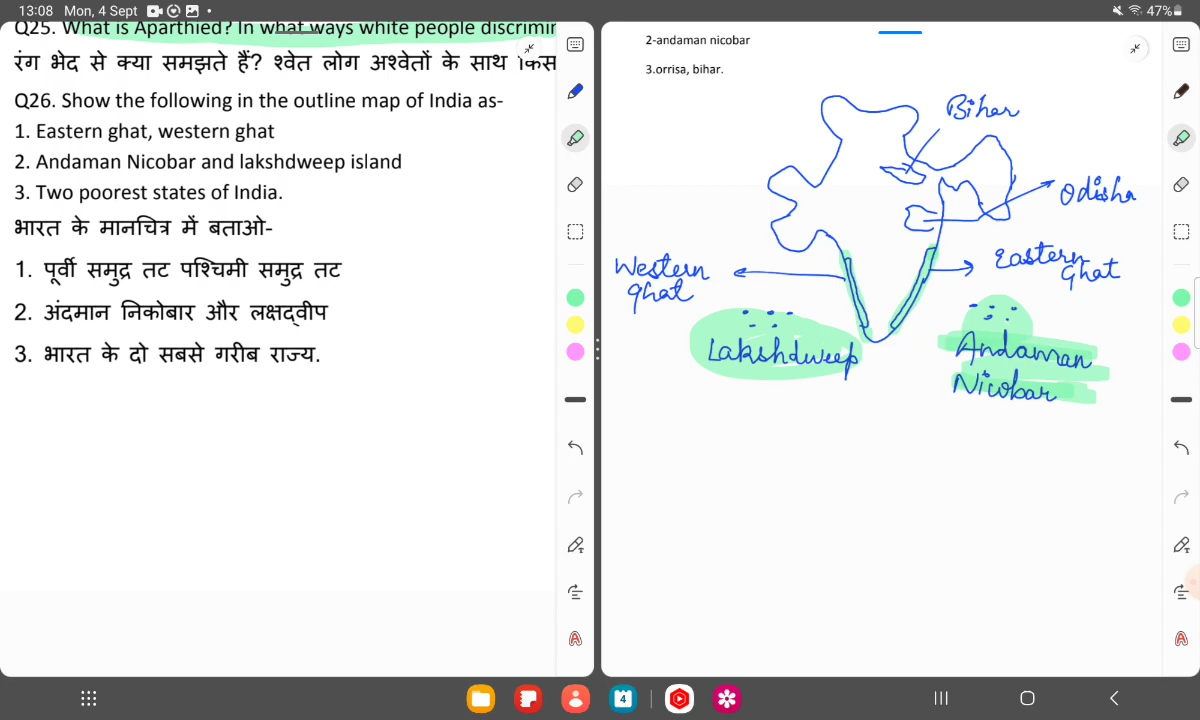 13:08 Mon, 4 Sept
47%
Q25. What is Aparthied? In what ways white people discrimin
रंग भेद से क्या समझते हैं? श्वेत लोग अश्वेतों के साथ किस
Q26. Show the following in the outline map of India as-
1. Eastern ghat, western ghat
2. Andaman Nicobar and lakshdweep island
3. Two poorest states of India.
भारत के मानचित्र में बताओ-
1. पूर्वी समुद्र तट पश्चिमी समुद्र तट
2. अंदमान निकोबार और लक्षद्वीप
3. भारत के दो सबसे गरीब राज्य.
2-andaman nicobar
3.orrisa, bihar.
Bihar
Odisha
Western
ghat
Eastern
Ghat
Lakshdweep
Andaman
Nicobar
4